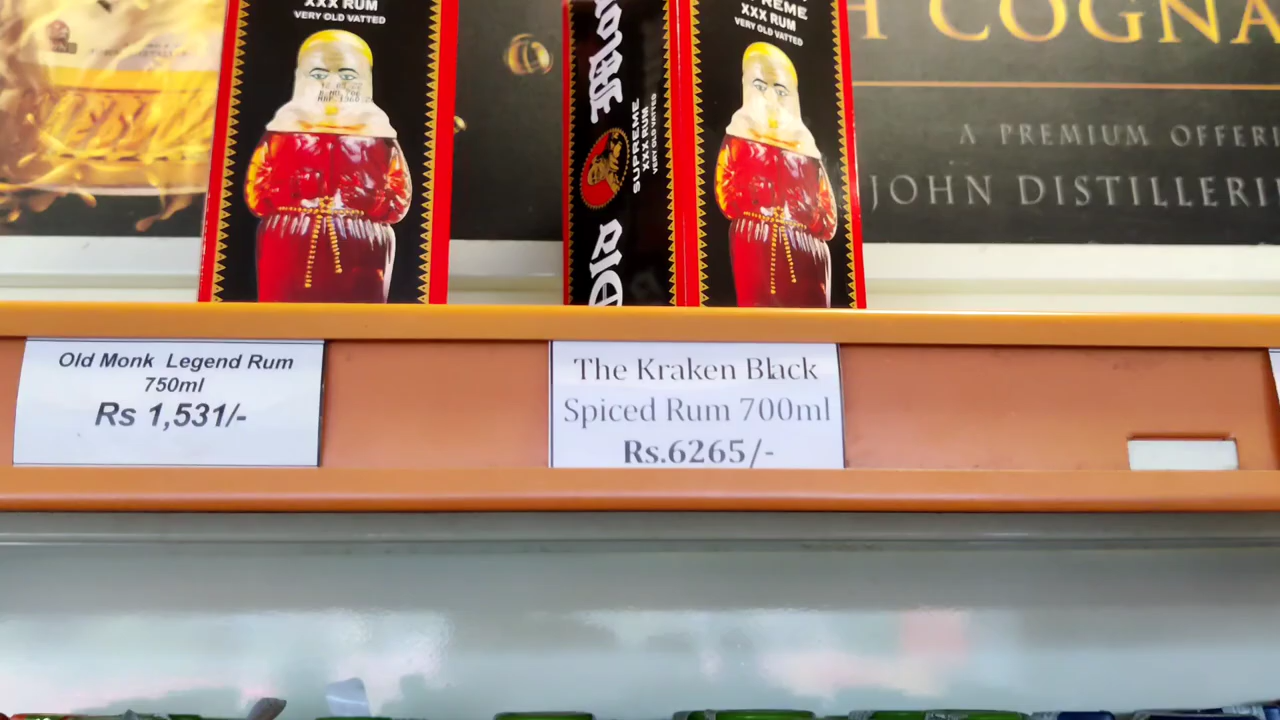 XXX RUM
VERY OLD VATTED
SUPREME
XXX RUM
VERY OLD VATTED
XXX RUM
VERY OLD VATTED
H COGNA
A PREMIUM OFFERI
JOHN DISTILLERI
Old Monk Legend Rum
750ml
Rs 1,531/-
The Kraken Black
Spiced Rum 700ml
Rs.6265/-